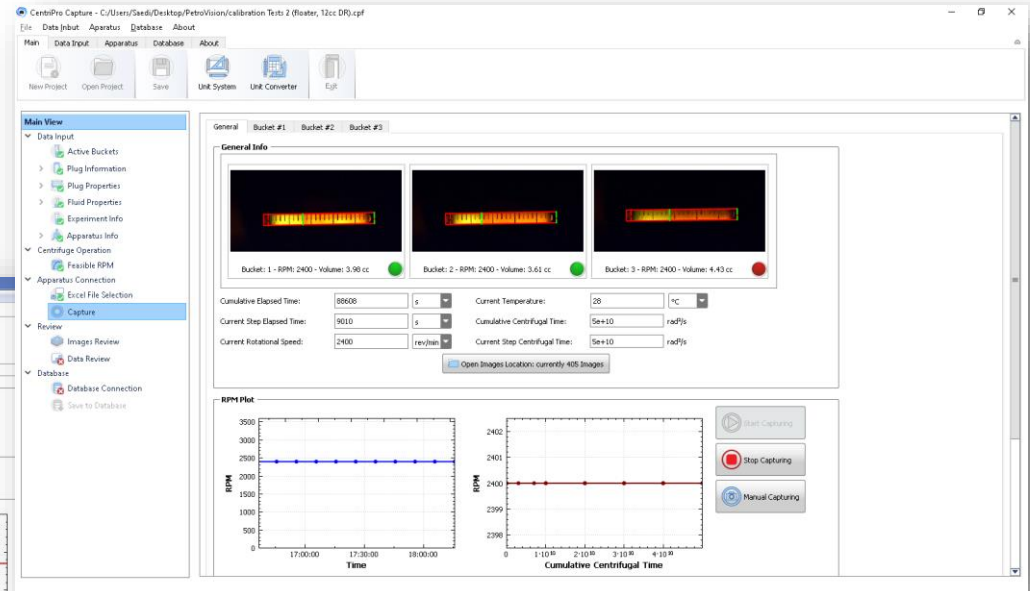 CentriPro Capture - C:/Users/Saedi/Desktop/PetroVision/calibration Tests 2 (floater, 12cc DR).cpf
File Data Input Aparatus Database About
Main Data Input Apparatus Database About
New Project Open Project Save Unit System Unit Converter Exit
Main View
Data Input
Active Buckets
Plug Information
Plug Properties
Fluid Properties
Experiment Info
Apparatus Info
Centrifuge Operation
Feasible RPM
Apparatus Connection
Excel File Selection
Capture
Review
Images Review
Data Review
Database
Database Connection
Save to Database
General Bucket #1 Bucket #2 Bucket #3
General Info
Bucket: 1 - RPM: 2400 - Volume: 3.98 cc
Bucket: 2 - RPM: 2400 - Volume: 3.61 cc
Bucket: 3 - RPM: 2400 - Volume: 4.43 cc
Cumulative Elapsed Time: 88608 s Current Temperature: 28 °C
Current Step Elapsed Time: 9010 s Cumulative Centrifugal Time: 5e+10 rad²/s
Current Rotational Speed: 2400 rev/min Current Step Centrifugal Time: 5e+10 rad²/s
Open Images Location: currently 405 Images
RPM Plot
3500
3000
2500
2000
1500
1000
500
0
RPM
17:00:00 17:30:00 18:00:00
Time
2402
2401
2400
2399
2398
RPM
0 1·10¹⁰ 2·10¹⁰ 3·10¹⁰ 4·10¹⁰
Cumulative Centrifugal Time
Start Capturing
Stop Capturing
Manual Capturing